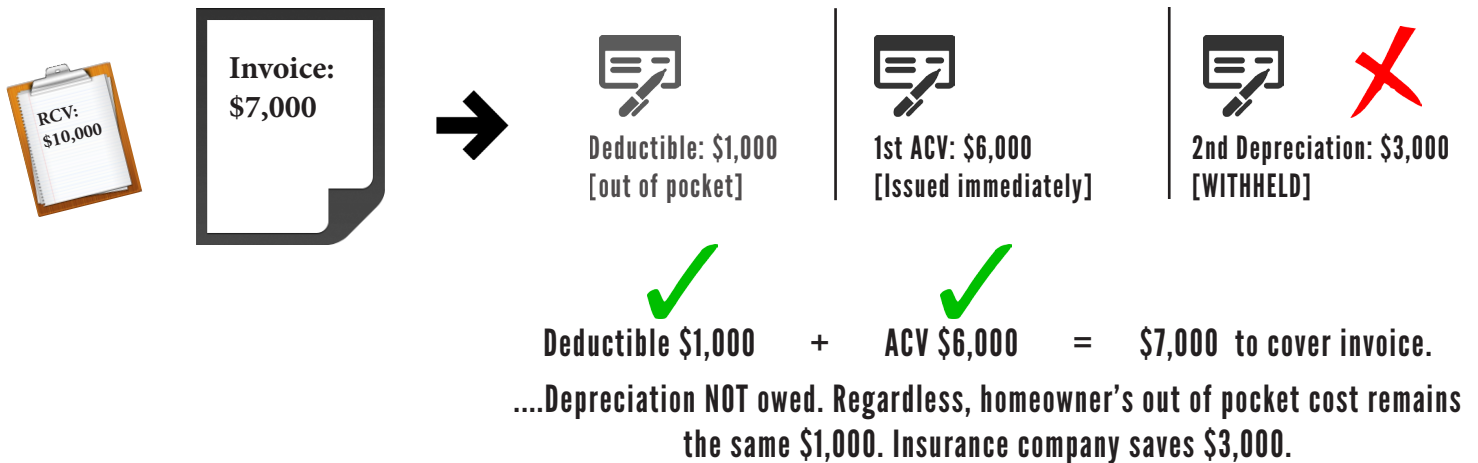 RCV:
$10,000
Invoice:
$7,000
Deductible: $1,000
[out of pocket]
1st ACV: $6,000
[Issued immediately]
2nd Depreciation: $3,000
[WITHHELD]
Deductible $1,000 + ACV $6,000 = $7,000 to cover invoice.
....Depreciation NOT owed. Regardless, homeowner's out of pocket cost remains
the same $1,000. Insurance company saves $3,000.